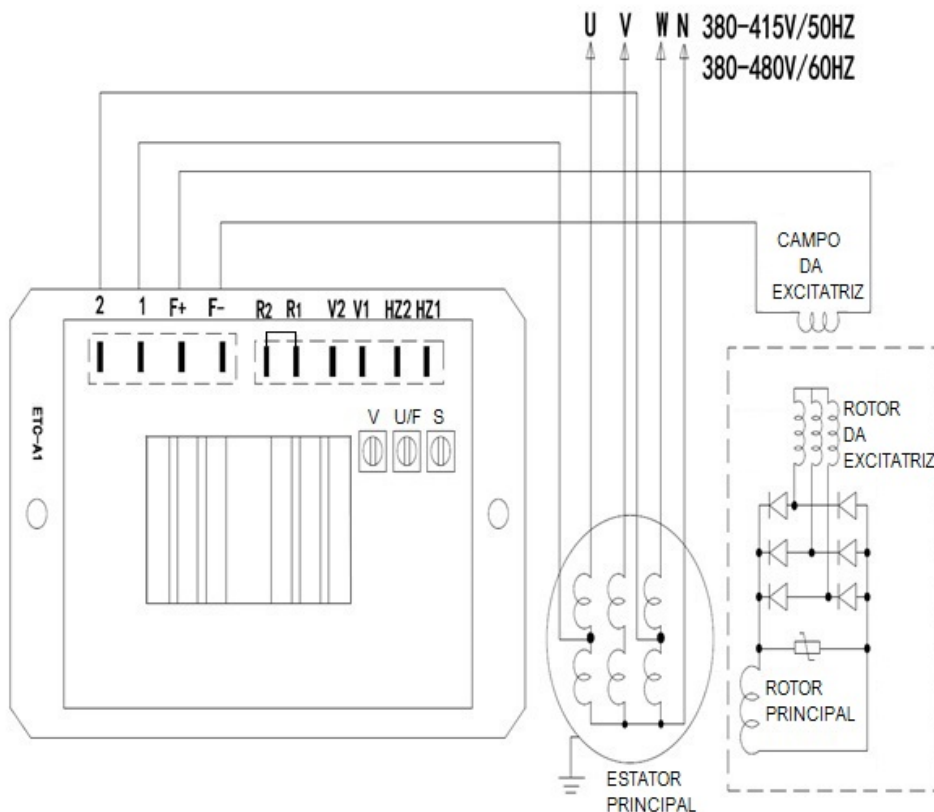 U V W N 380-415V/50HZ
380-480V/60HZ
CAMPO
DA
EXCITATRIZ
2 1 F+ F- R2 R1 V2 V1 HZ2 HZ1
V U/F S
ETC-A1
ROTOR
DA
EXCITATRIZ
ROTOR
PRINCIPAL
ESTATOR
PRINCIPAL